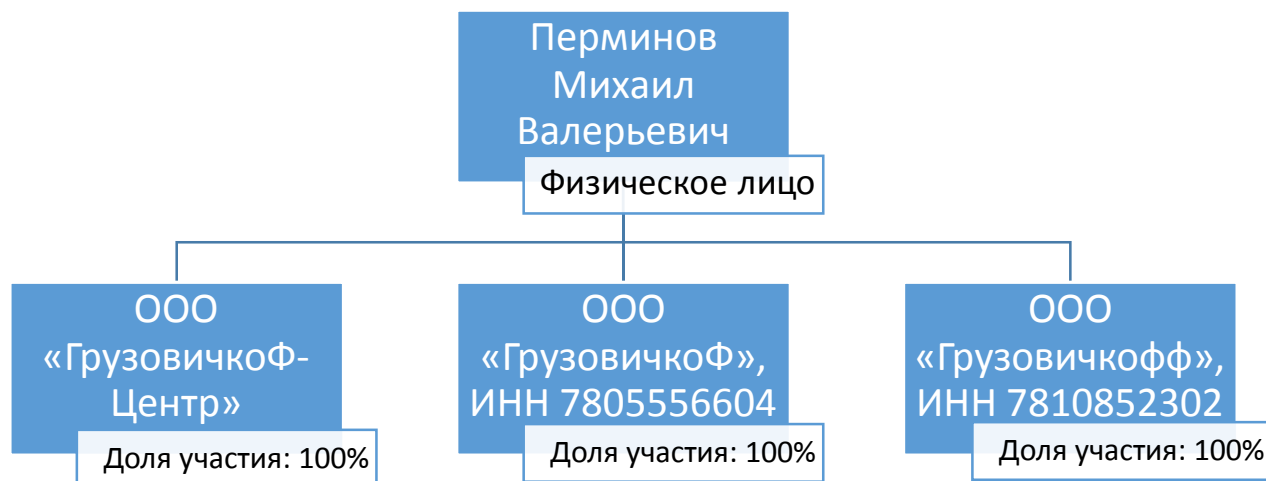 Перминов
Михаил
Валерьевич
Физическое лицо
ООО
«ГрузовичкоФ-
Центр»
Доля участия: 100%
ООО
«ГрузовичкоФ»,
ИНН 7805556604
Доля участия: 100%
ООО
«Грузовичкофф»,
ИНН 7810852302
Доля участия: 100%